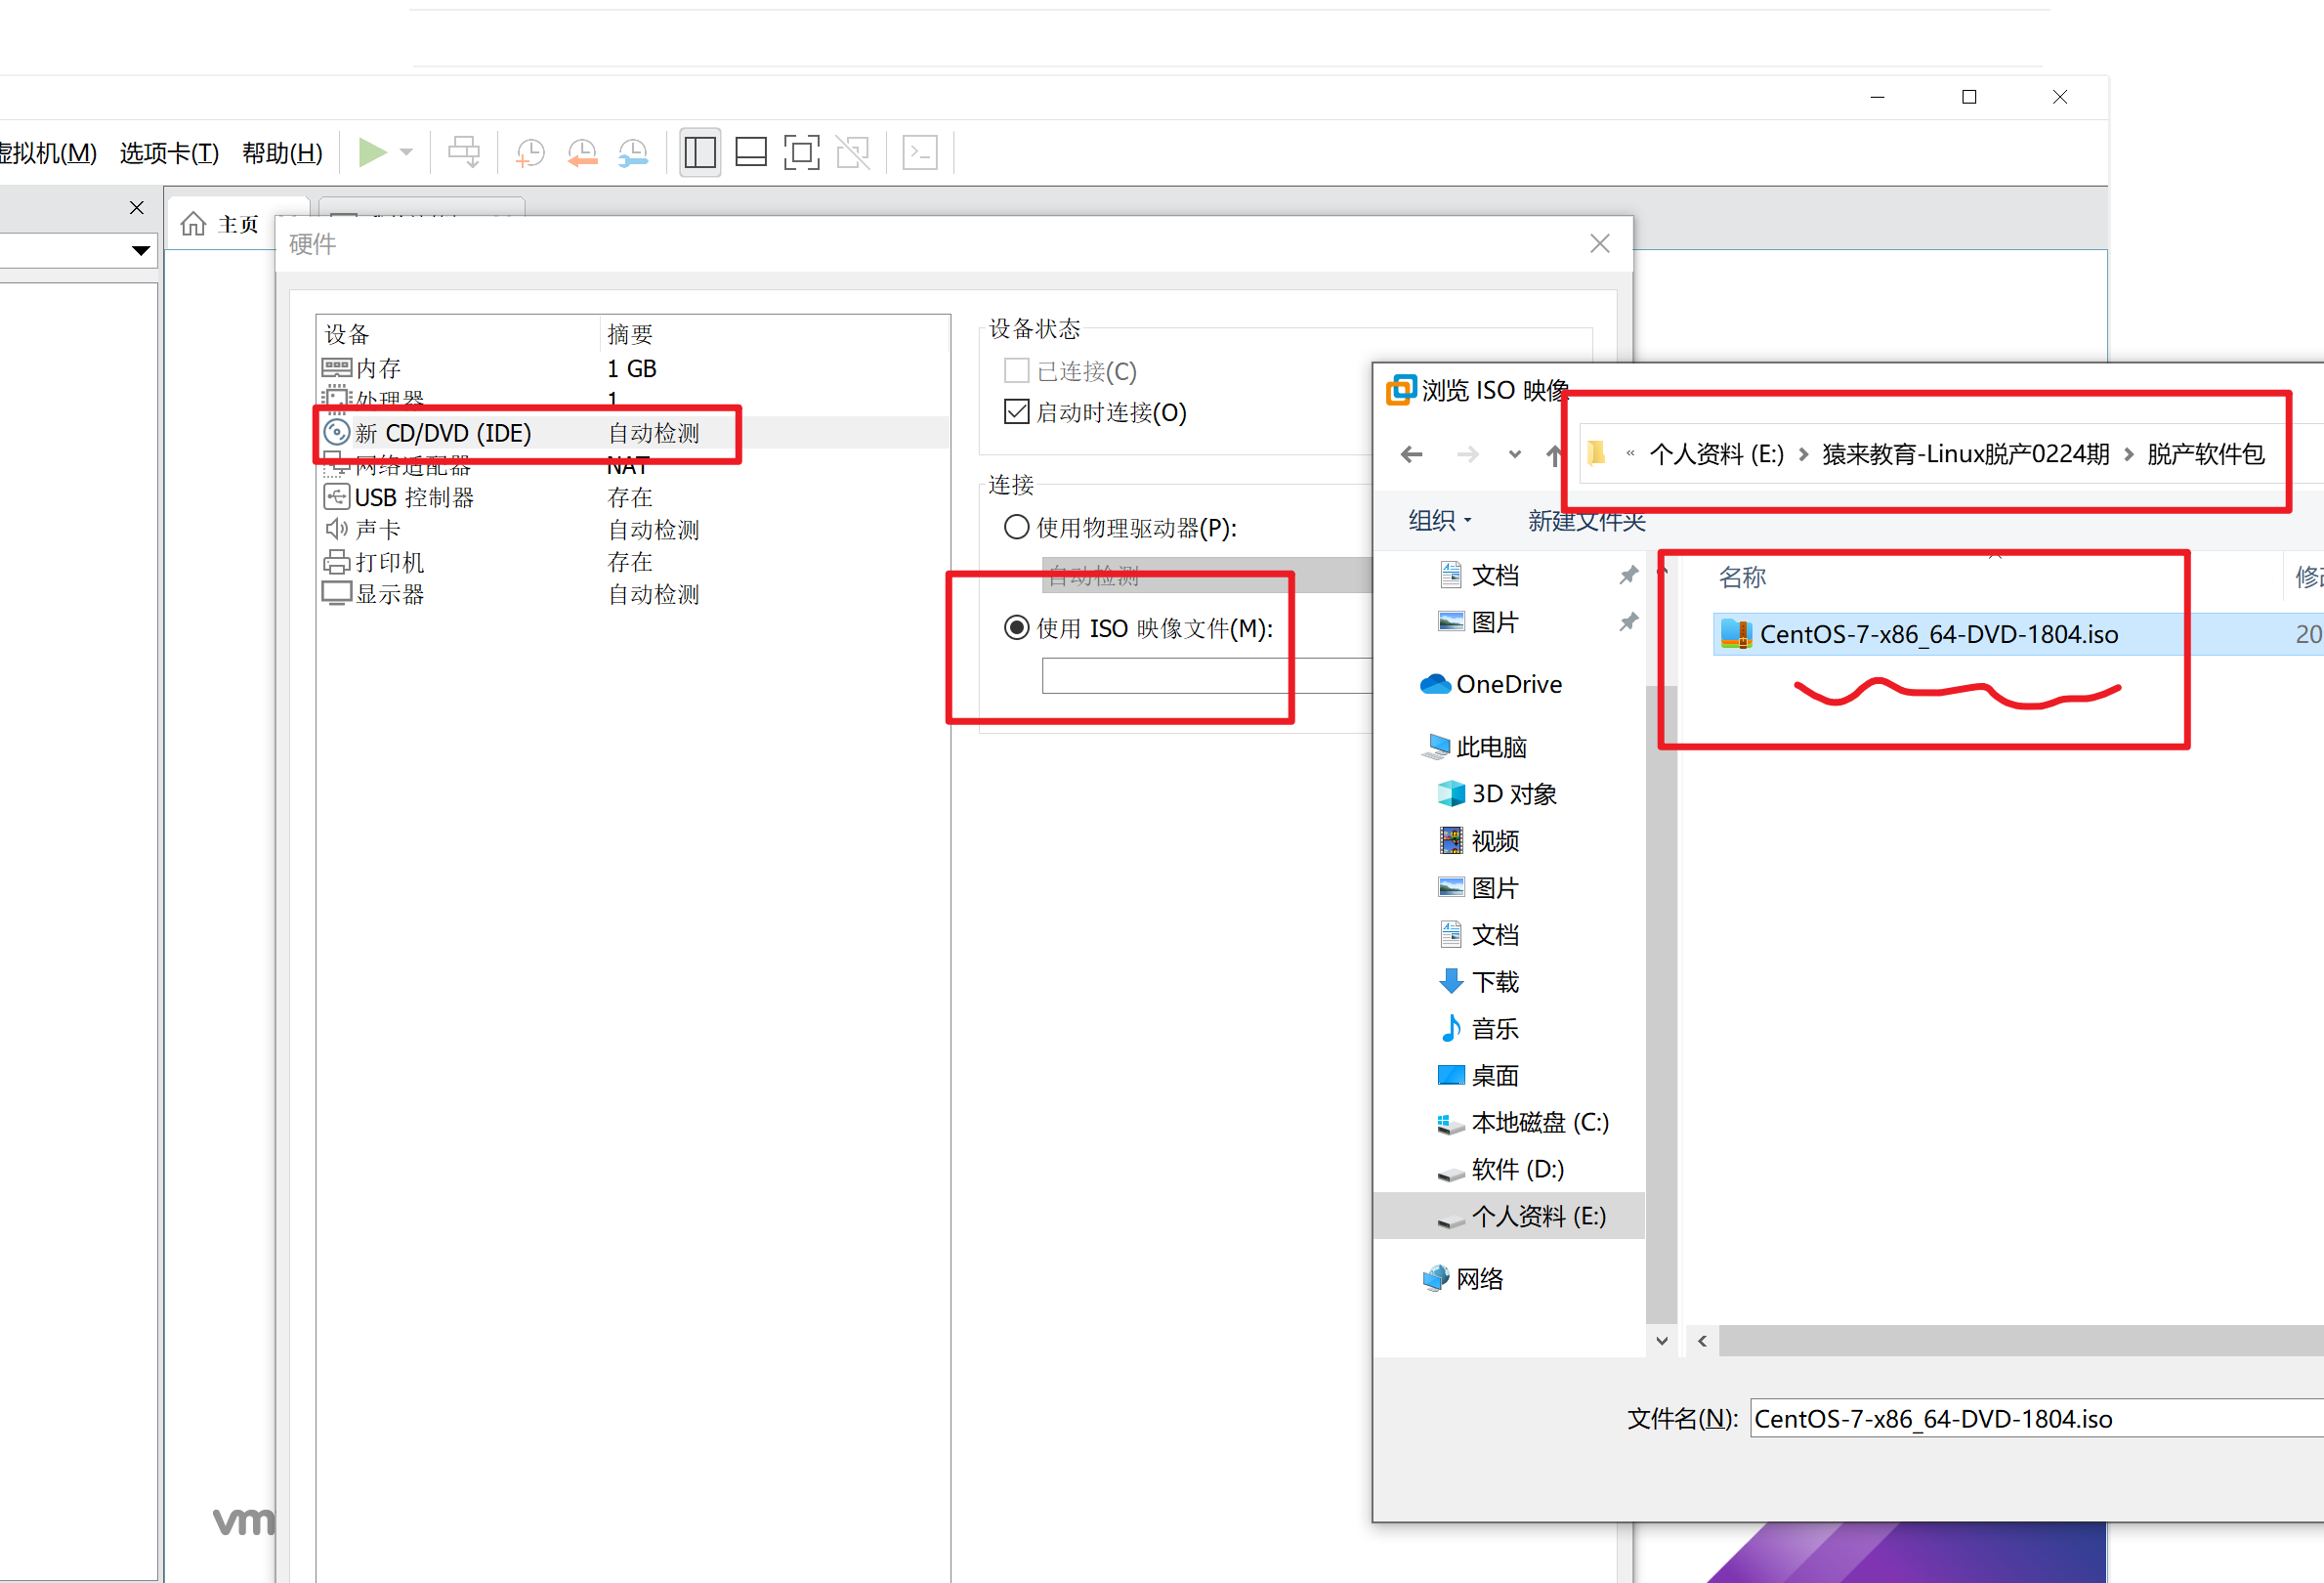 虚拟机(M) 选项卡(T) 帮助(H)
主页
硬件
设备 摘要
内存 1 GB
处理器 1
新 CD/DVD (IDE) 自动检测
网络适配器 NAT
USB 控制器 存在
声卡 自动检测
打印机 存在
显示器 自动检测
设备状态
已连接(C)
启动时连接(O)
连接
使用物理驱动器(P):
自动检测
使用 ISO 映像文件(M):
浏览 ISO 映像
« 个人资料 (E:) › 猿来教育-Linux脱产0224期 › 脱产软件包
组织 新建文件夹
文档
图片
OneDrive
此电脑
3D 对象
视频
图片
文档
下载
音乐
桌面
本地磁盘 (C:)
软件 (D:)
个人资料 (E:)
网络
名称 修
CentOS-7-x86_64-DVD-1804.iso 20
文件名(N): CentOS-7-x86_64-DVD-1804.iso
vm